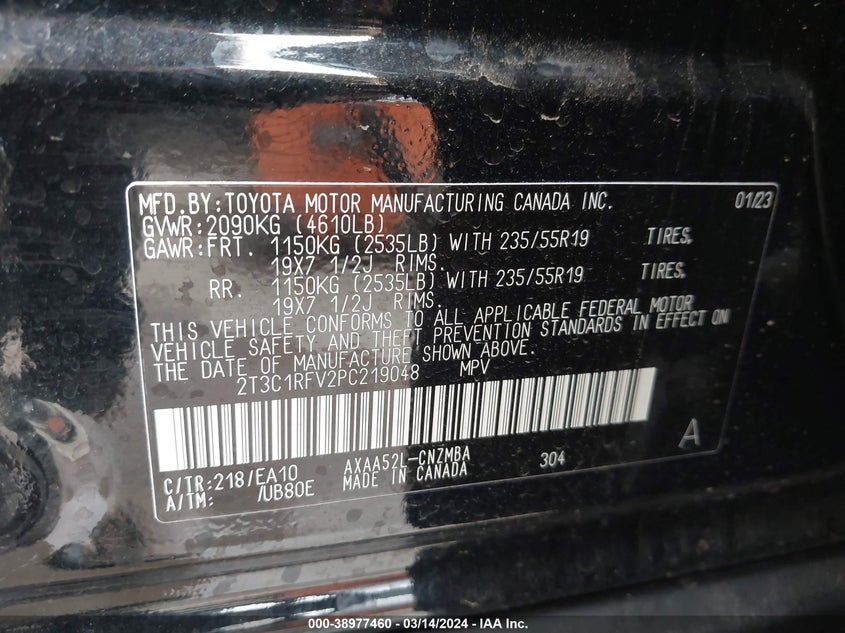 MFD.BY:TOYOTA MOTOR MANUFACTURING CANADA INC. 01/23
GVWR:2090KG (4610LB)
GAWR:FRT. 1150KG (2535LB) WITH 235/55R19 TIRES,
19X7 1/2J RIMS.
RR. 1150KG (2535LB) WITH 235/55R19 TIRES,
19X7 1/2J RIMS.
THIS VEHICLE CONFORMS TO ALL APPLICABLE FEDERAL MOTOR
VEHICLE SAFETY AND THEFT PREVENTION STANDARDS IN EFFECT ON
THE DATE OF MANUFACTURE SHOWN ABOVE.
2T3C1RFV2PC219048 MPV
A
C/TR:218/EA10 AXAA52L-CNZMBA 304
A/TM: /UB80E MADE IN CANADA
000-38977460 - 03/14/2024 - IAA Inc.